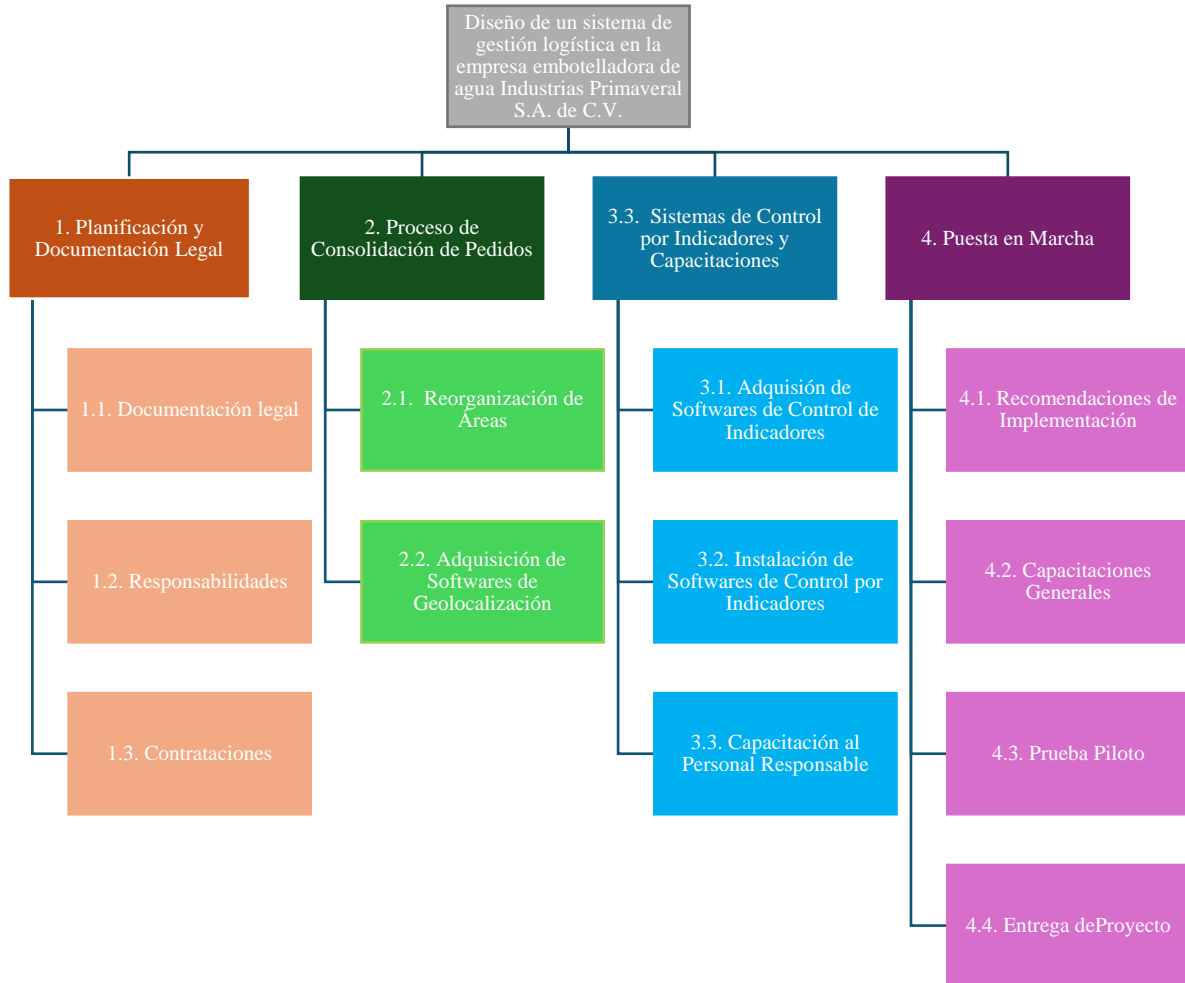 Diseño de un sistema de
gestión logística en la
empresa embotelladora de
agua Industrias Primaveral
S.A. de C.V.
1. Planificación y
Documentación Legal
1.1. Documentación legal
1.2. Responsabilidades
1.3. Contrataciones
2. Proceso de
Consolidación de Pedidos
2.1. Reorganización de
Áreas
2.2. Adquisición de
Softwares de
Geolocalización
3.3. Sistemas de Control
por Indicadores y
Capacitaciones
3.1. Adquisión de
Softwares de Control de
Indicadores
3.2. Instalación de
Softwares de Control por
Indicadores
3.3. Capacitación al
Personal Responsable
4. Puesta en Marcha
4.1. Recomendaciones de
Implementación
4.2. Capacitaciones
Generales
4.3. Prueba Piloto
4.4. Entrega deProyecto